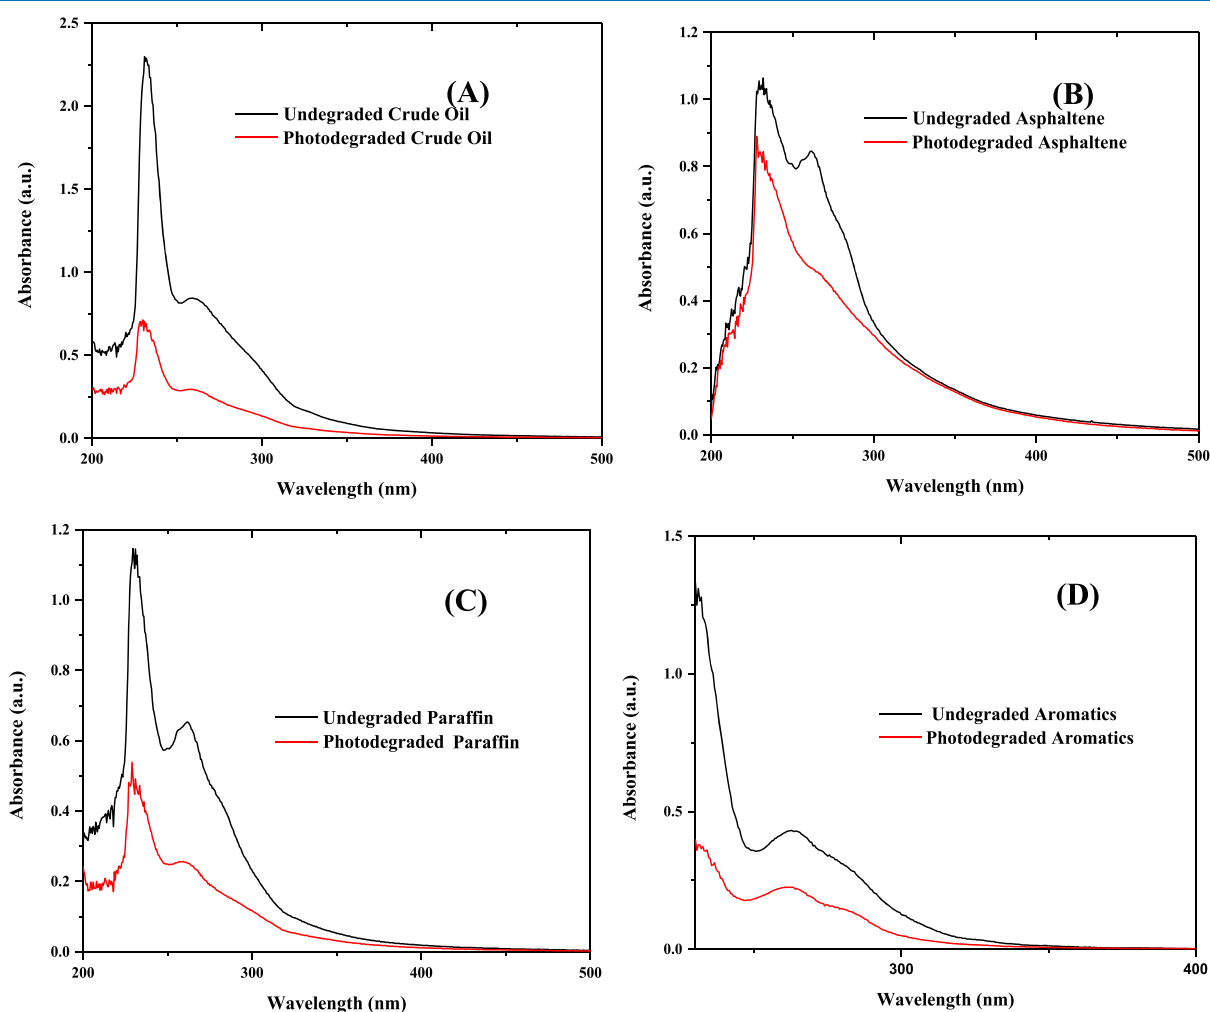 (A)
Undegraded Crude Oil
Photodegraded Crude Oil
Absorbance (a.u.)
2.5
2.0
1.5
1.0
0.5
0.0
200
300
400
500
Wavelength (nm)
(B)
Undegraded Asphaltene
Photodegraded Asphaltene
Absorbance (a.u.)
1.2
1.0
0.8
0.6
0.4
0.2
0.0
200
300
400
500
Wavelength (nm)
(C)
Undegraded Paraffin
Photodegraded Paraffin
Absorbance (a.u.)
1.2
1.0
0.8
0.6
0.4
0.2
0.0
200
300
400
500
Wavelength (nm)
(D)
Undegraded Aromatics
Photodegraded Aromatics
Absorbance (a.u.)
1.5
1.0
0.5
0.0
300
400
Wavelength (nm)